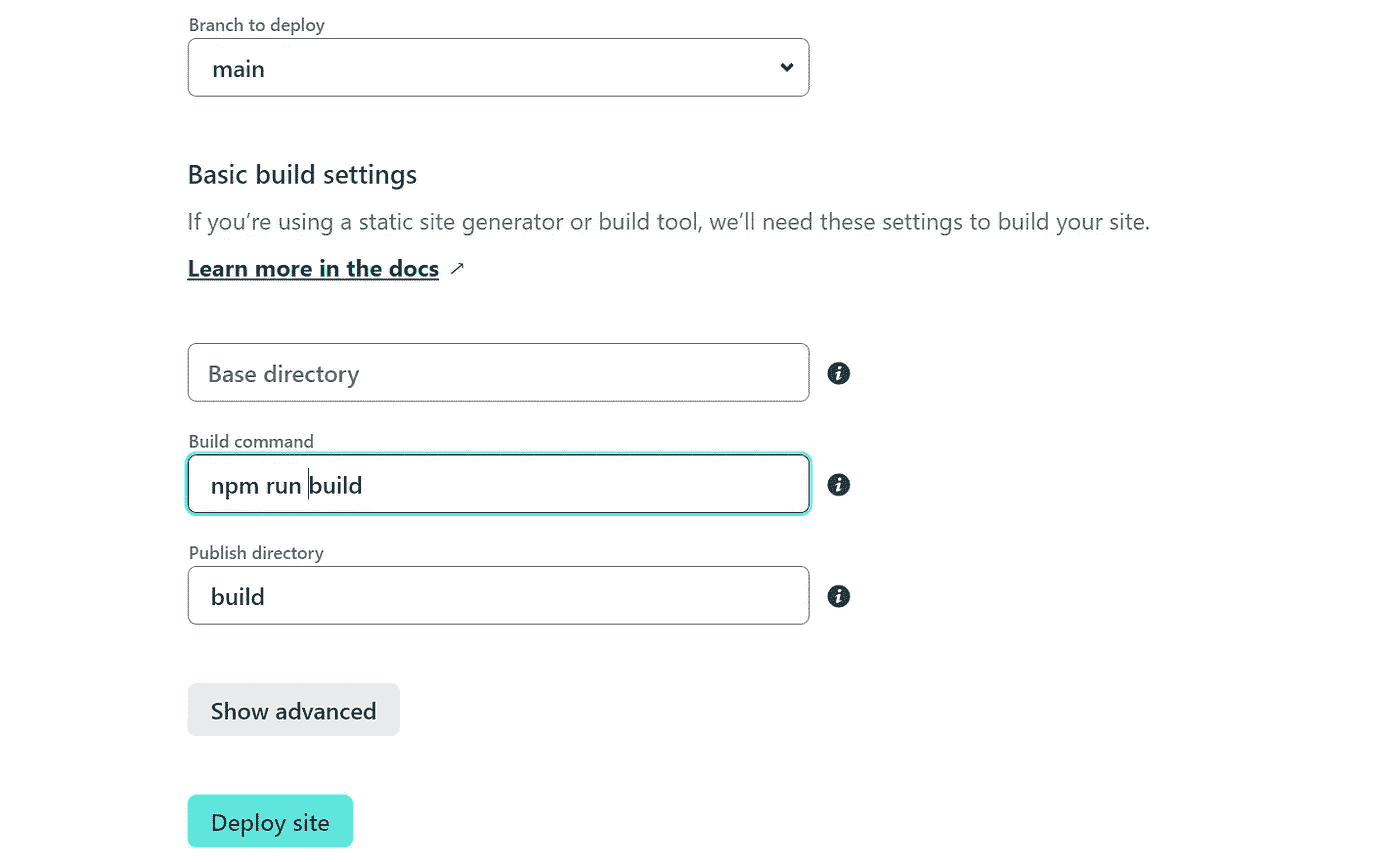 Branch to deploy
main
Basic build settings
If you’re using a static site generator or build tool, we’ll need these settings to build your site.
Learn more in the docs
Base directory
Build command
npm run build
Publish directory
build
Show advanced
Deploy site